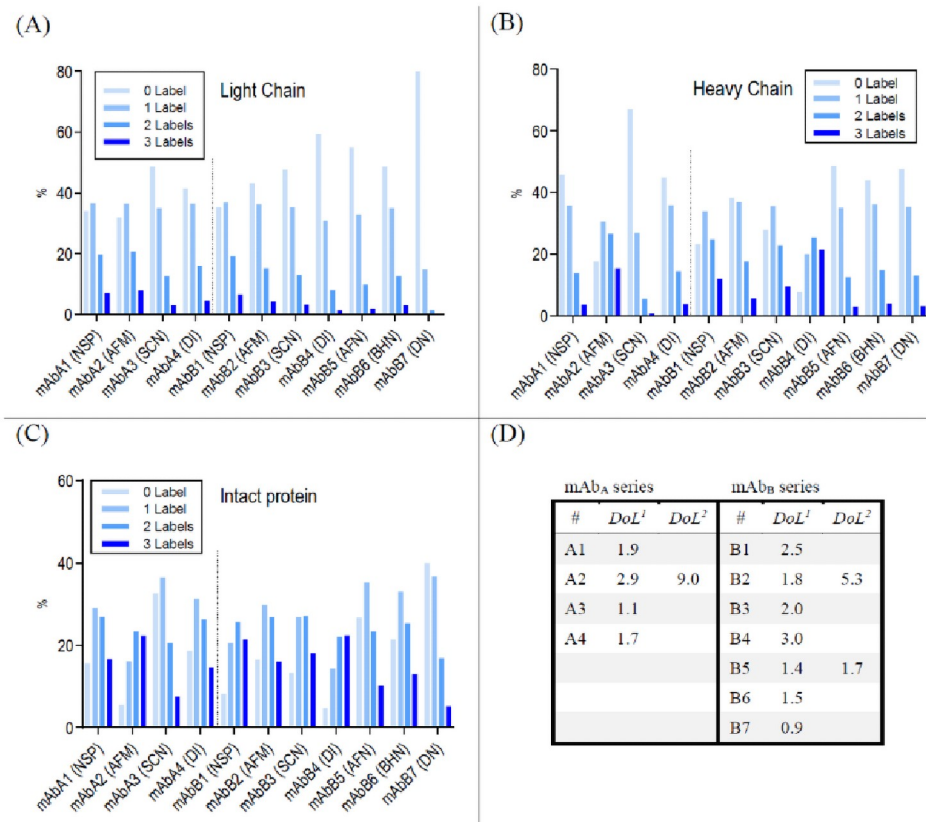 (A)
Light Chain
0 Label
1 Label
2 Labels
3 Labels
80
60
40
20
0
%
mAbA1 (NSP)
mAbA2 (AFM)
mAbA3 (SCN)
mAbA4 (DI)
mAbB1 (NSP)
mAbB2 (AFM)
mAbB3 (SCN)
mAbB4 (DI)
mAbB5 (AFN)
mAbB6 (BHN)
mAbB7 (DN)
(B)
Heavy Chain
0 Label
1 Label
2 Labels
3 Labels
80
60
40
20
0
%
mAbA1 (NSP)
mAbA2 (AFM)
mAbA3 (SCN)
mAbA4 (DI)
mAbB1 (NSP)
mAbB2 (AFM)
mAbB3 (SCN)
mAbB4 (DI)
mAbB5 (AFN)
mAbB6 (BHN)
mAbB7 (DN)
(C)
Intact protein
0 Label
1 Label
2 Labels
3 Labels
60
40
20
0
%
mAbA1 (NSP)
mAbA2 (AFM)
mAbA3 (SCN)
mAbA4 (DI)
mAbB1 (NSP)
mAbB2 (AFM)
mAbB3 (SCN)
mAbB4 (DI)
mAbB5 (AFN)
mAbB6 (BHN)
mAbB7 (DN)
(D)
mAbA series mAbB series
# DoL¹ DoL² # DoL¹ DoL²
A1 1.9 B1 2.5
A2 2.9 9.0 B2 1.8 5.3
A3 1.1 B3 2.0
A4 1.7 B4 3.0
B5 1.4 1.7
B6 1.5
B7 0.9